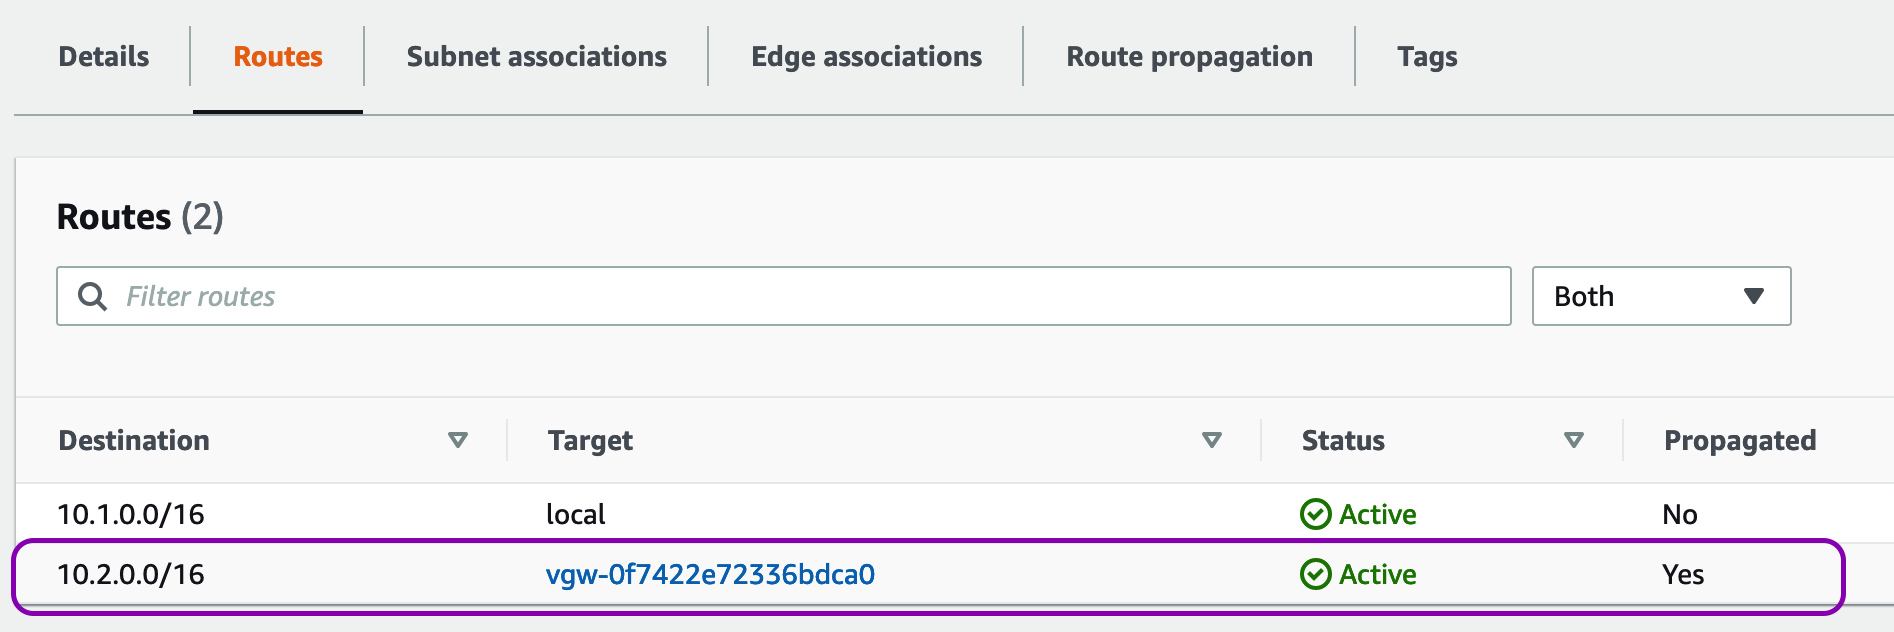 Details Routes Subnet associations Edge associations Route propagation Tags
Routes (2)
Filter routes Both
Destination Target Status Propagated
10.1.0.0/16 local Active No
10.2.0.0/16 vgw-0f7422e72336bdca0 Active Yes